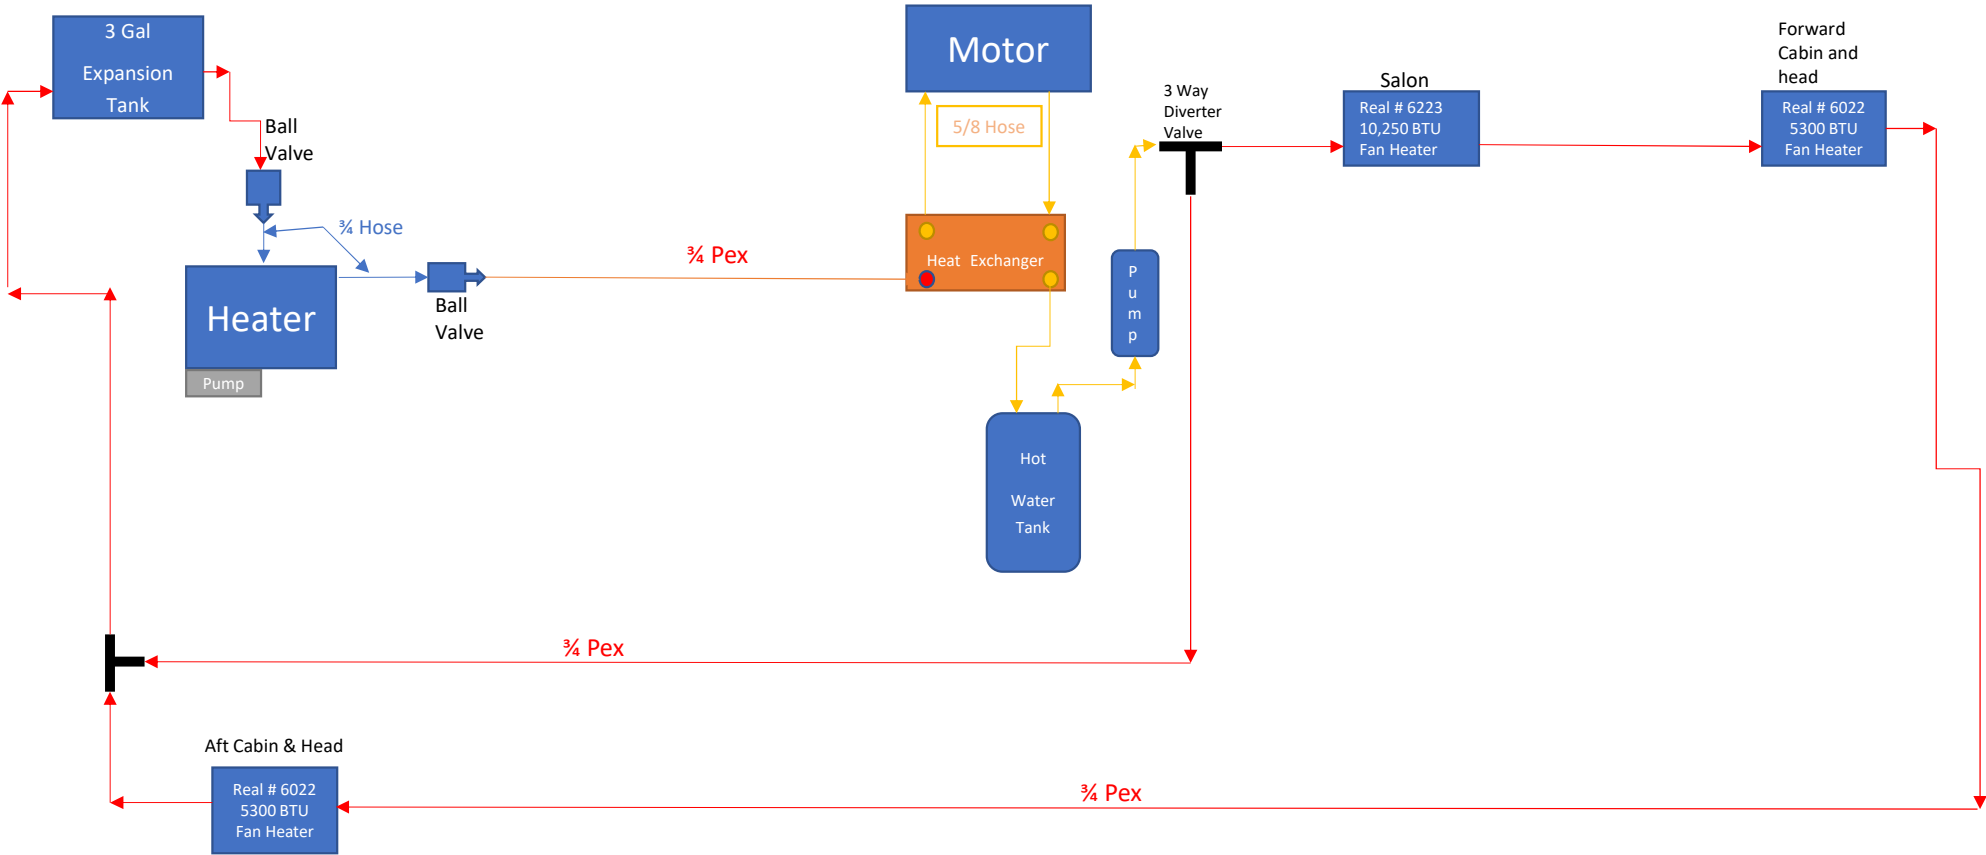 3 Gal
Expansion
Tank
Ball
Valve
¾ Hose
Heater
Pump
Ball
Valve
¾ Pex
Motor
5/8 Hose
Heat Exchanger
Hot
Water
Tank
P
u
m
p
3 Way
Diverter
Valve
Salon
Real # 6223
10,250 BTU
Fan Heater
Forward
Cabin and
head
Real # 6022
5300 BTU
Fan Heater
¾ Pex
Aft Cabin & Head
Real # 6022
5300 BTU
Fan Heater
¾ Pex